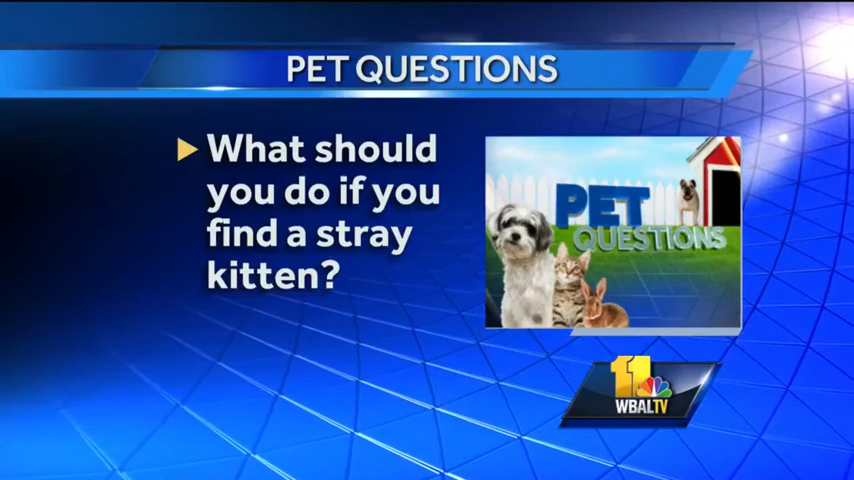 PET QUESTIONS
What should
you do if you
find a stray
kitten?
PET
QUESTIONS
11
WBALTV